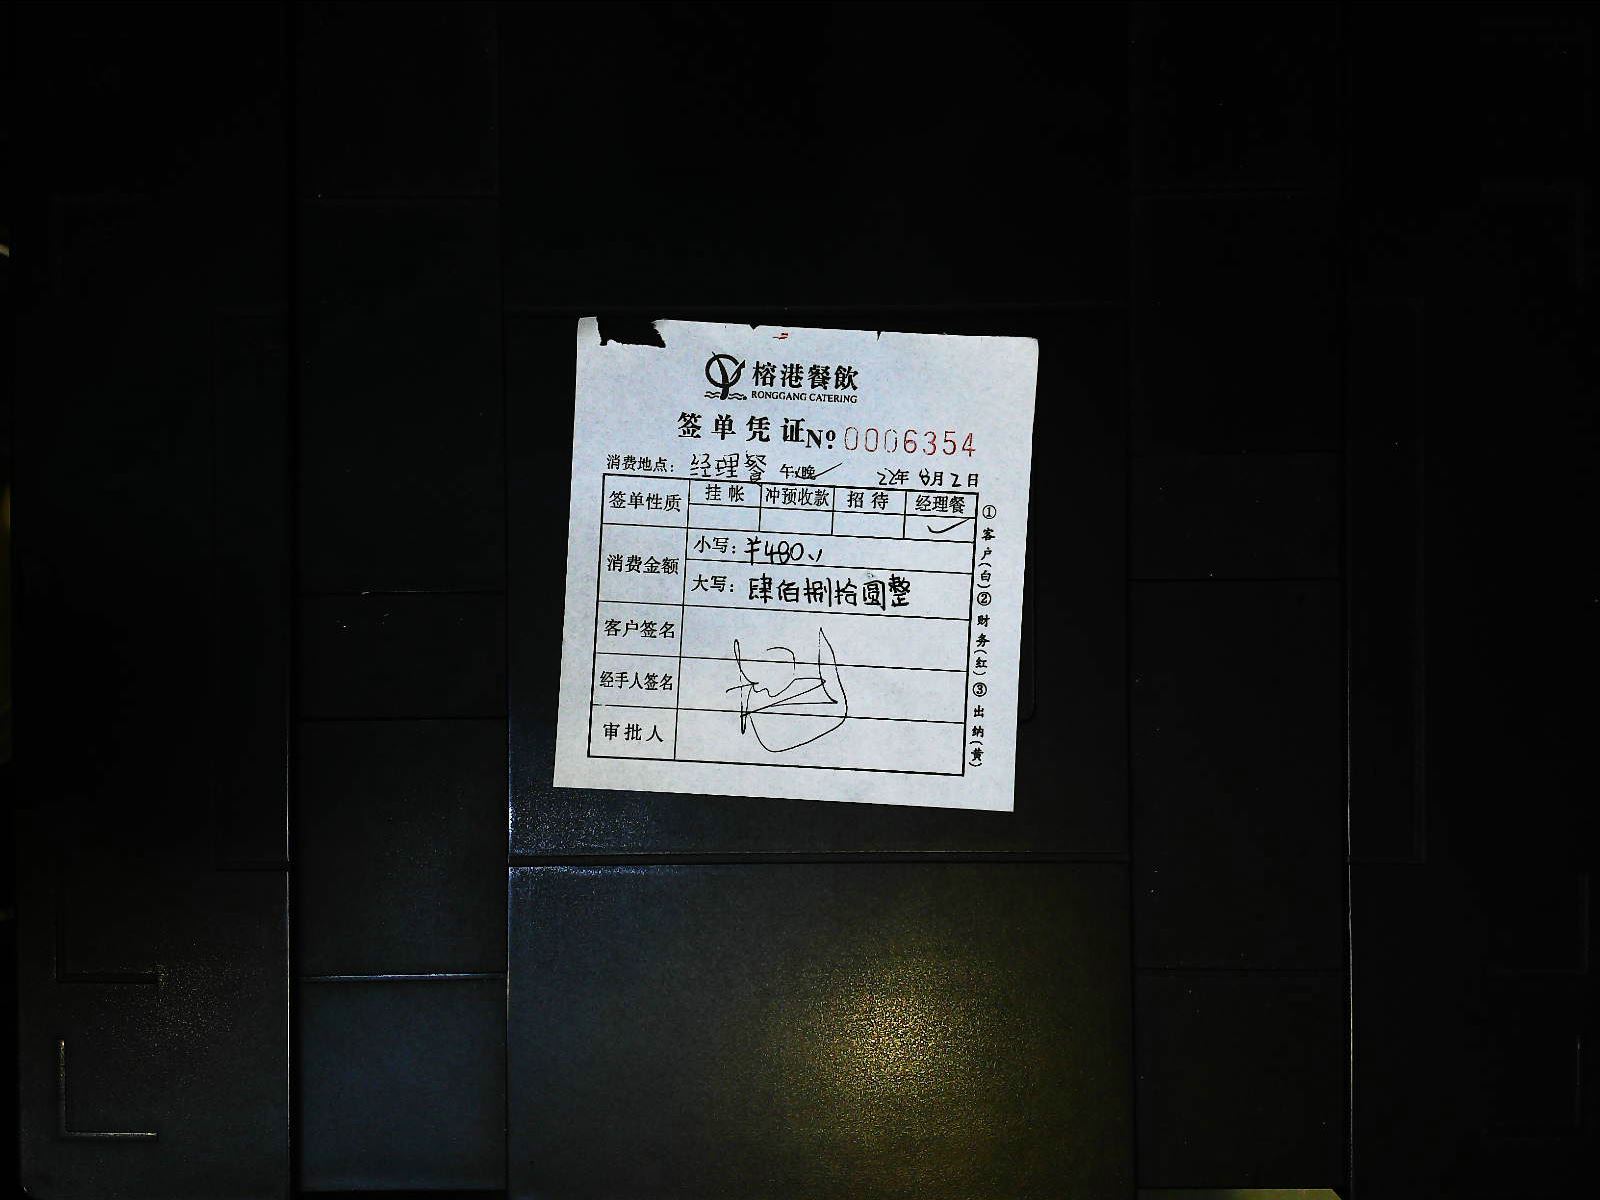 榕港餐飲
RONGGANG CATERING
签单凭证No:0006354
消费地点：经理餐 午/晚✓ 22年8月2日
签单性质 挂帐 冲预收款 招待 经理餐
✓
消费金额 小写：¥480.
大写：肆佰捌拾圆整
客户签名
经手人签名
审批人
①客户(白)②财务(红)③出纳(黄)